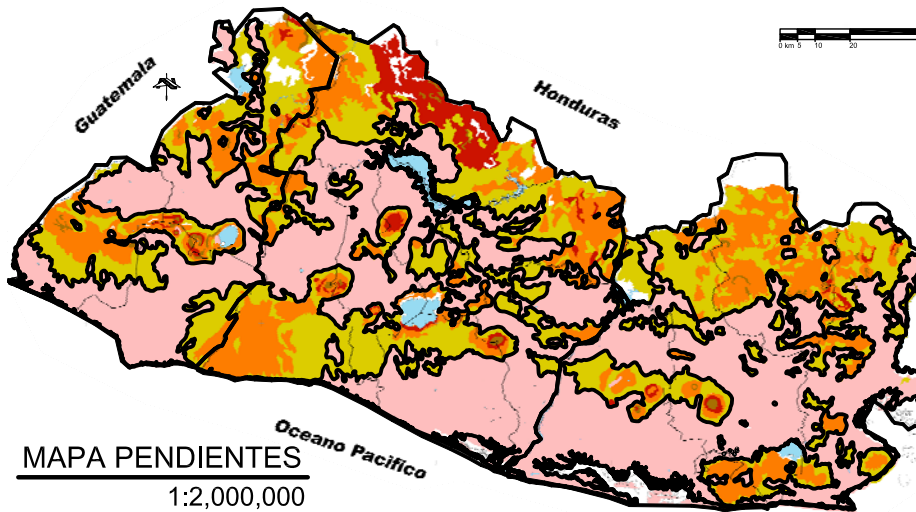 0 km 5 10 20
Guatemala
Honduras
Oceano Pacifico
MAPA PENDIENTES
1:2,000,000